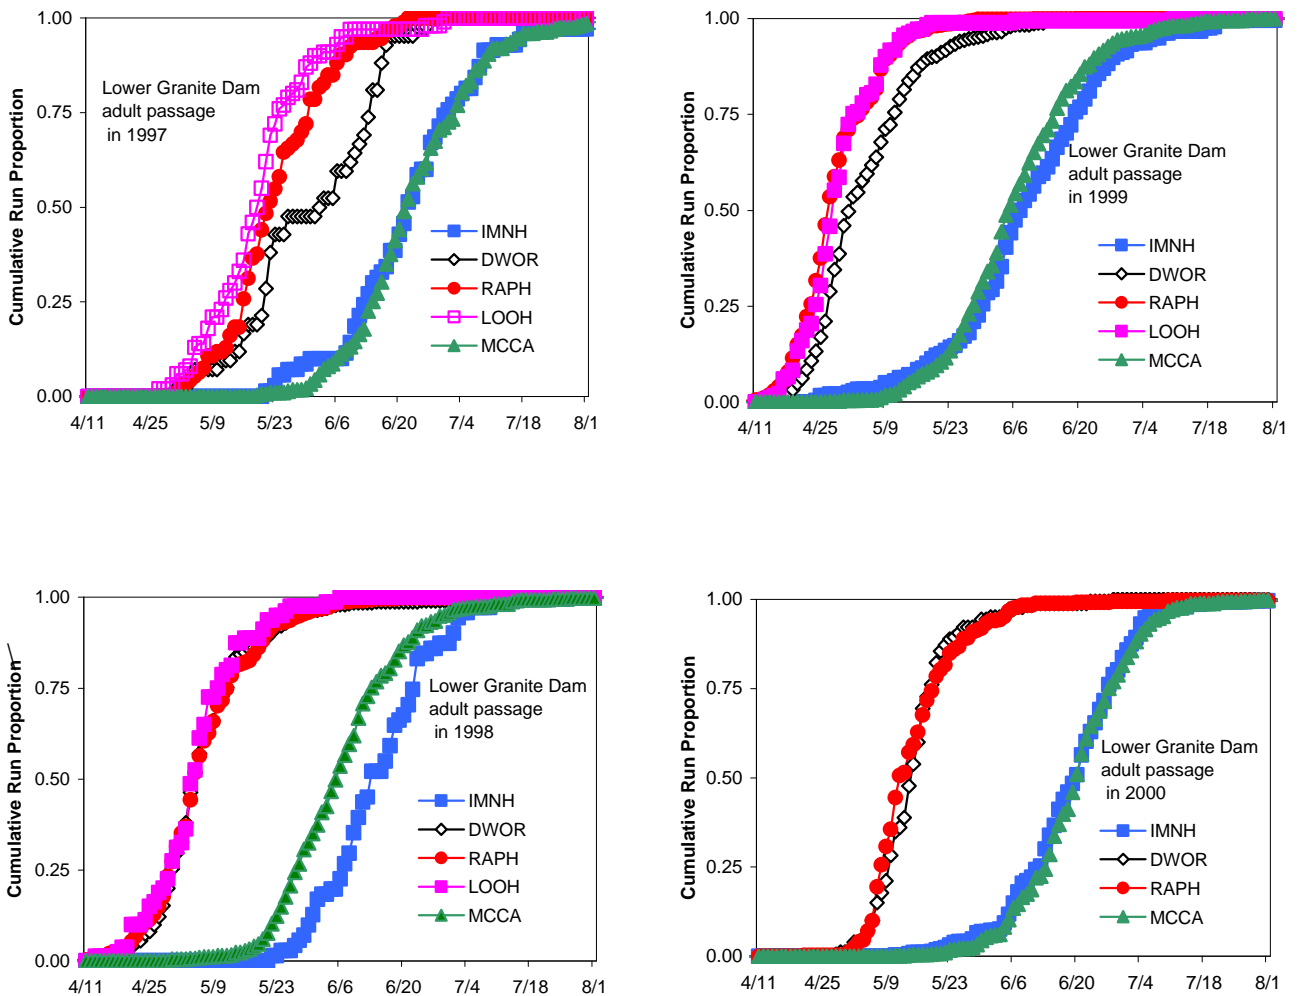 1.00
0.75
0.50
0.25
0.00
Cumulative Run Proportion
Lower Granite Dam
adult passage
in 1997
IMNH
DWOR
RAPH
LOOH
MCCA
4/11 4/25 5/9 5/23 6/6 6/20 7/4 7/18 8/1
1.00
0.75
0.50
0.25
0.00
Cumulative Run Proportion
Lower Granite Dam
adult passage
in 1999
IMNH
DWOR
RAPH
LOOH
MCCA
4/11 4/25 5/9 5/23 6/6 6/20 7/4 7/18 8/1
1.00
0.75
0.50
0.25
0.00
Cumulative Run Proportion
Lower Granite Dam
adult passage
in 1998
IMNH
DWOR
RAPH
LOOH
MCCA
4/11 4/25 5/9 5/23 6/6 6/20 7/4 7/18 8/1
1.00
0.75
0.50
0.25
0.00
Cumulative Run Proportion
Lower Granite Dam
adult passage
in 2000
IMNH
DWOR
RAPH
MCCA
4/11 4/25 5/9 5/23 6/6 6/20 7/4 7/18 8/1